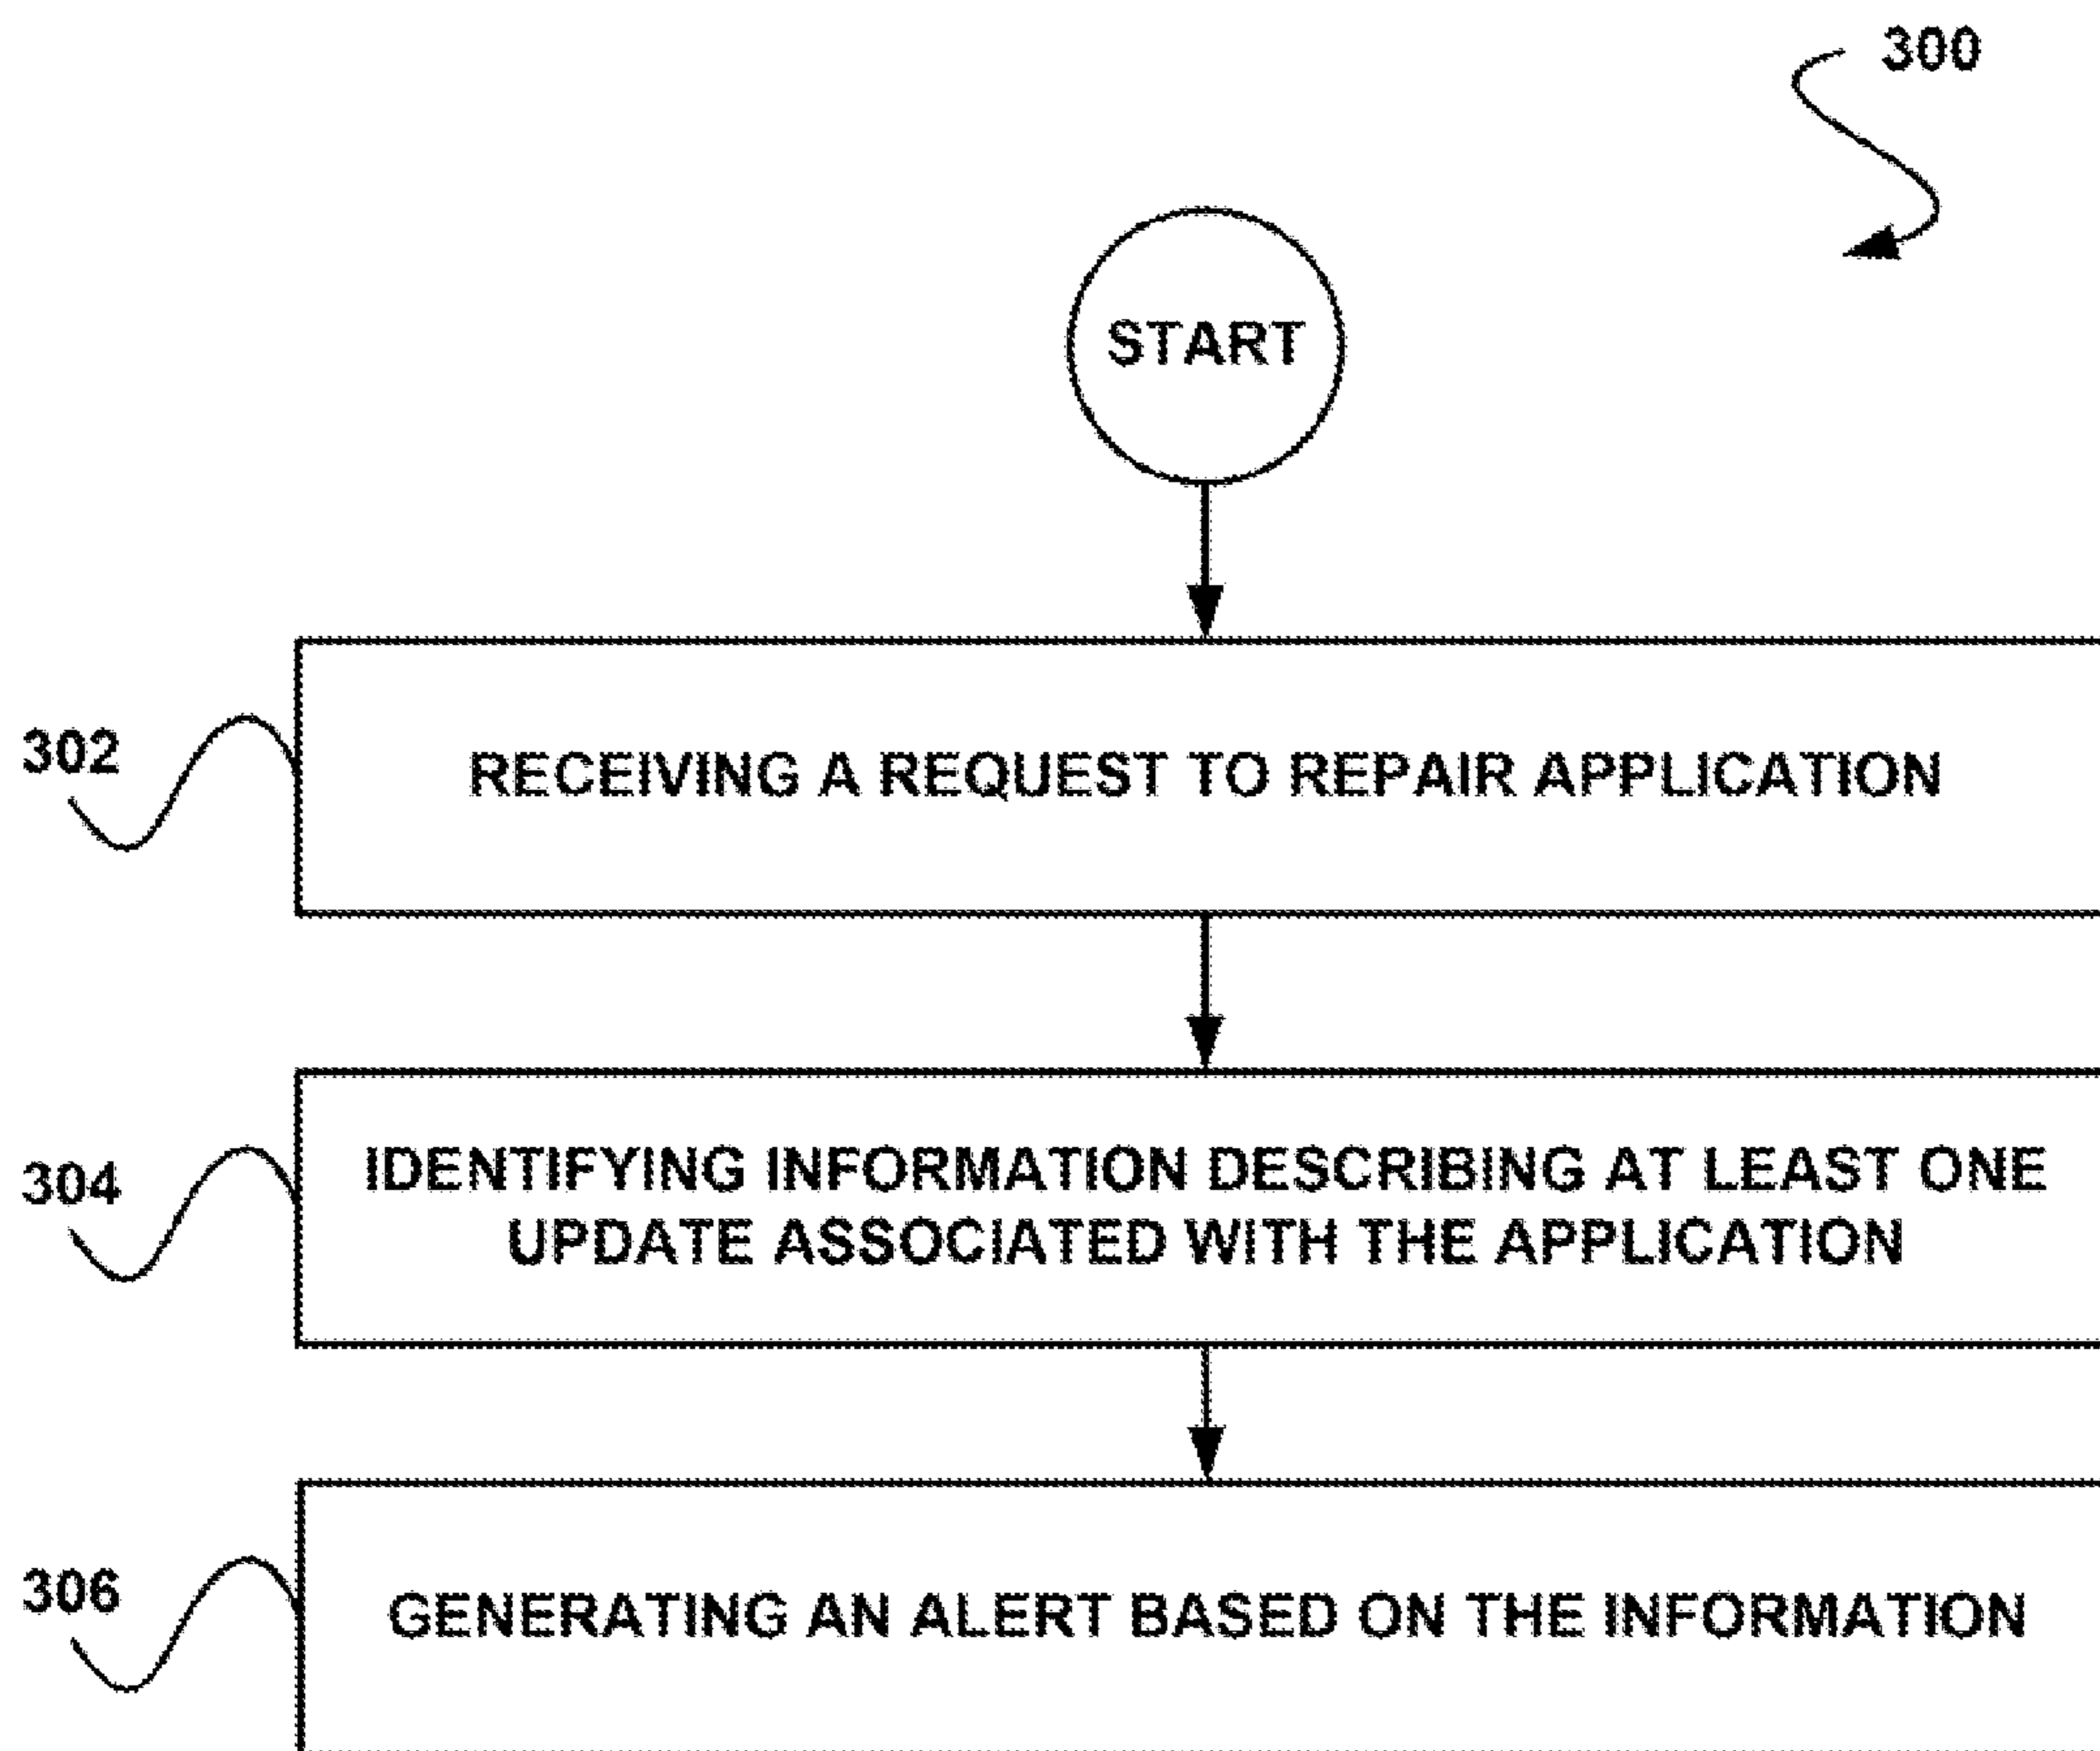 300
START
302
RECEIVING A REQUEST TO REPAIR APPLICATION
304
IDENTIFYING INFORMATION DESCRIBING AT LEAST ONE
UPDATE ASSOCIATED WITH THE APPLICATION
306
GENERATING AN ALERT BASED ON THE INFORMATION